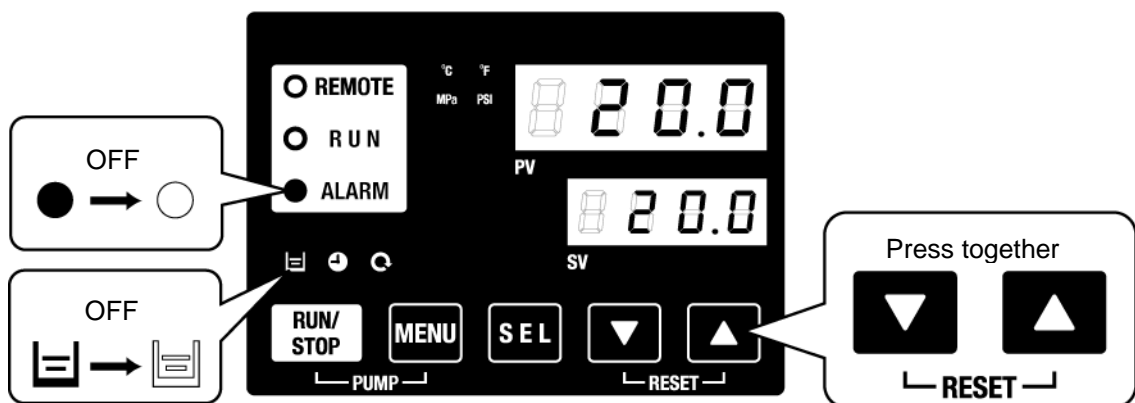 OFF
OFF
REMOTE
RUN
ALARM
°C °F
MPa PSI
20.0
PV
20.0
SV
RUN/
STOP
MENU
SEL
PUMP
RESET
Press together
RESET